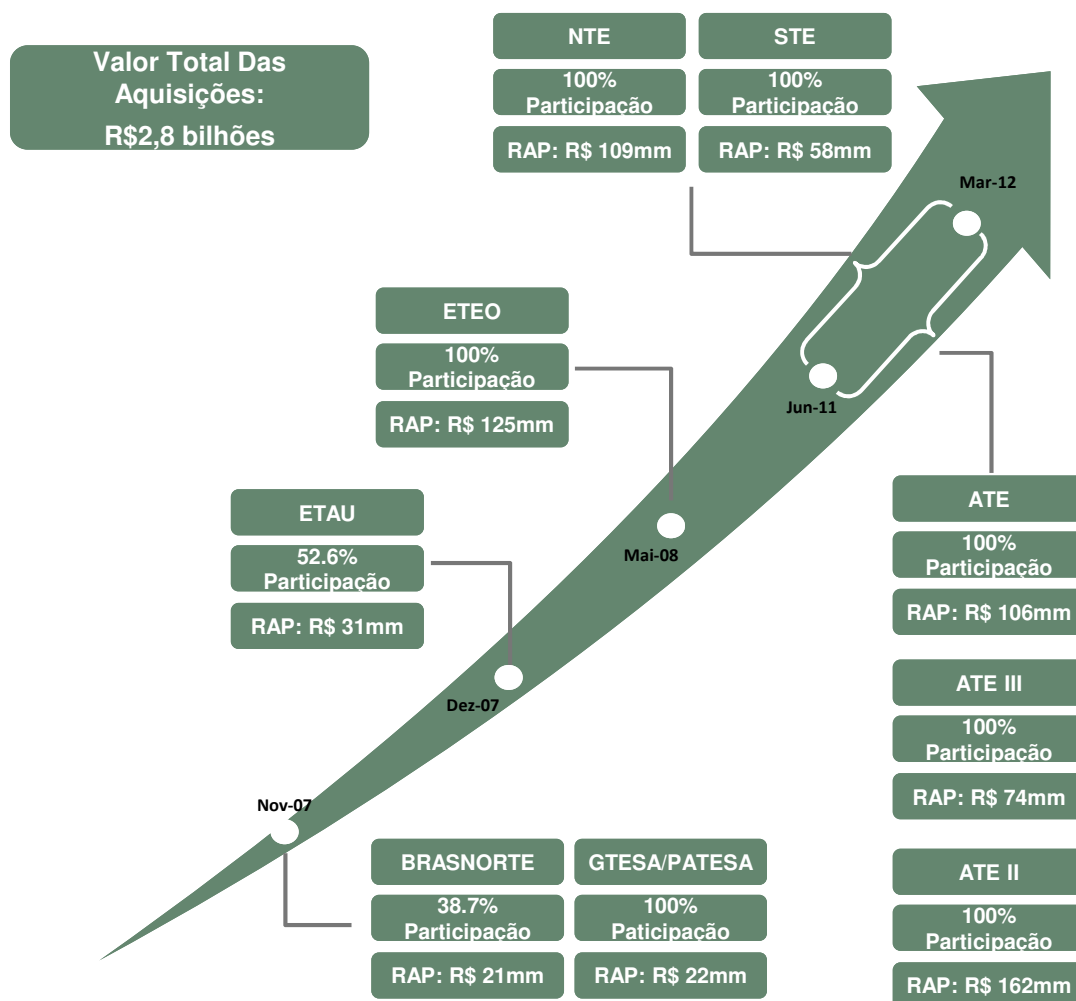 Valor Total Das
Aquisições:
R$2,8 bilhões
NTE
100%
Participação
RAP: R$ 109mm
STE
100%
Participação
RAP: R$ 58mm
Mar-12
Jun-11
ETEO
100%
Participação
RAP: R$ 125mm
Mai-08
ETAU
52.6%
Participação
RAP: R$ 31mm
Dez-07
ATE
100%
Participação
RAP: R$ 106mm
ATE III
100%
Participação
RAP: R$ 74mm
ATE II
100%
Participação
RAP: R$ 162mm
Nov-07
BRASNORTE
38.7%
Participação
RAP: R$ 21mm
GTESA/PATESA
100%
Paticipação
RAP: R$ 22mm